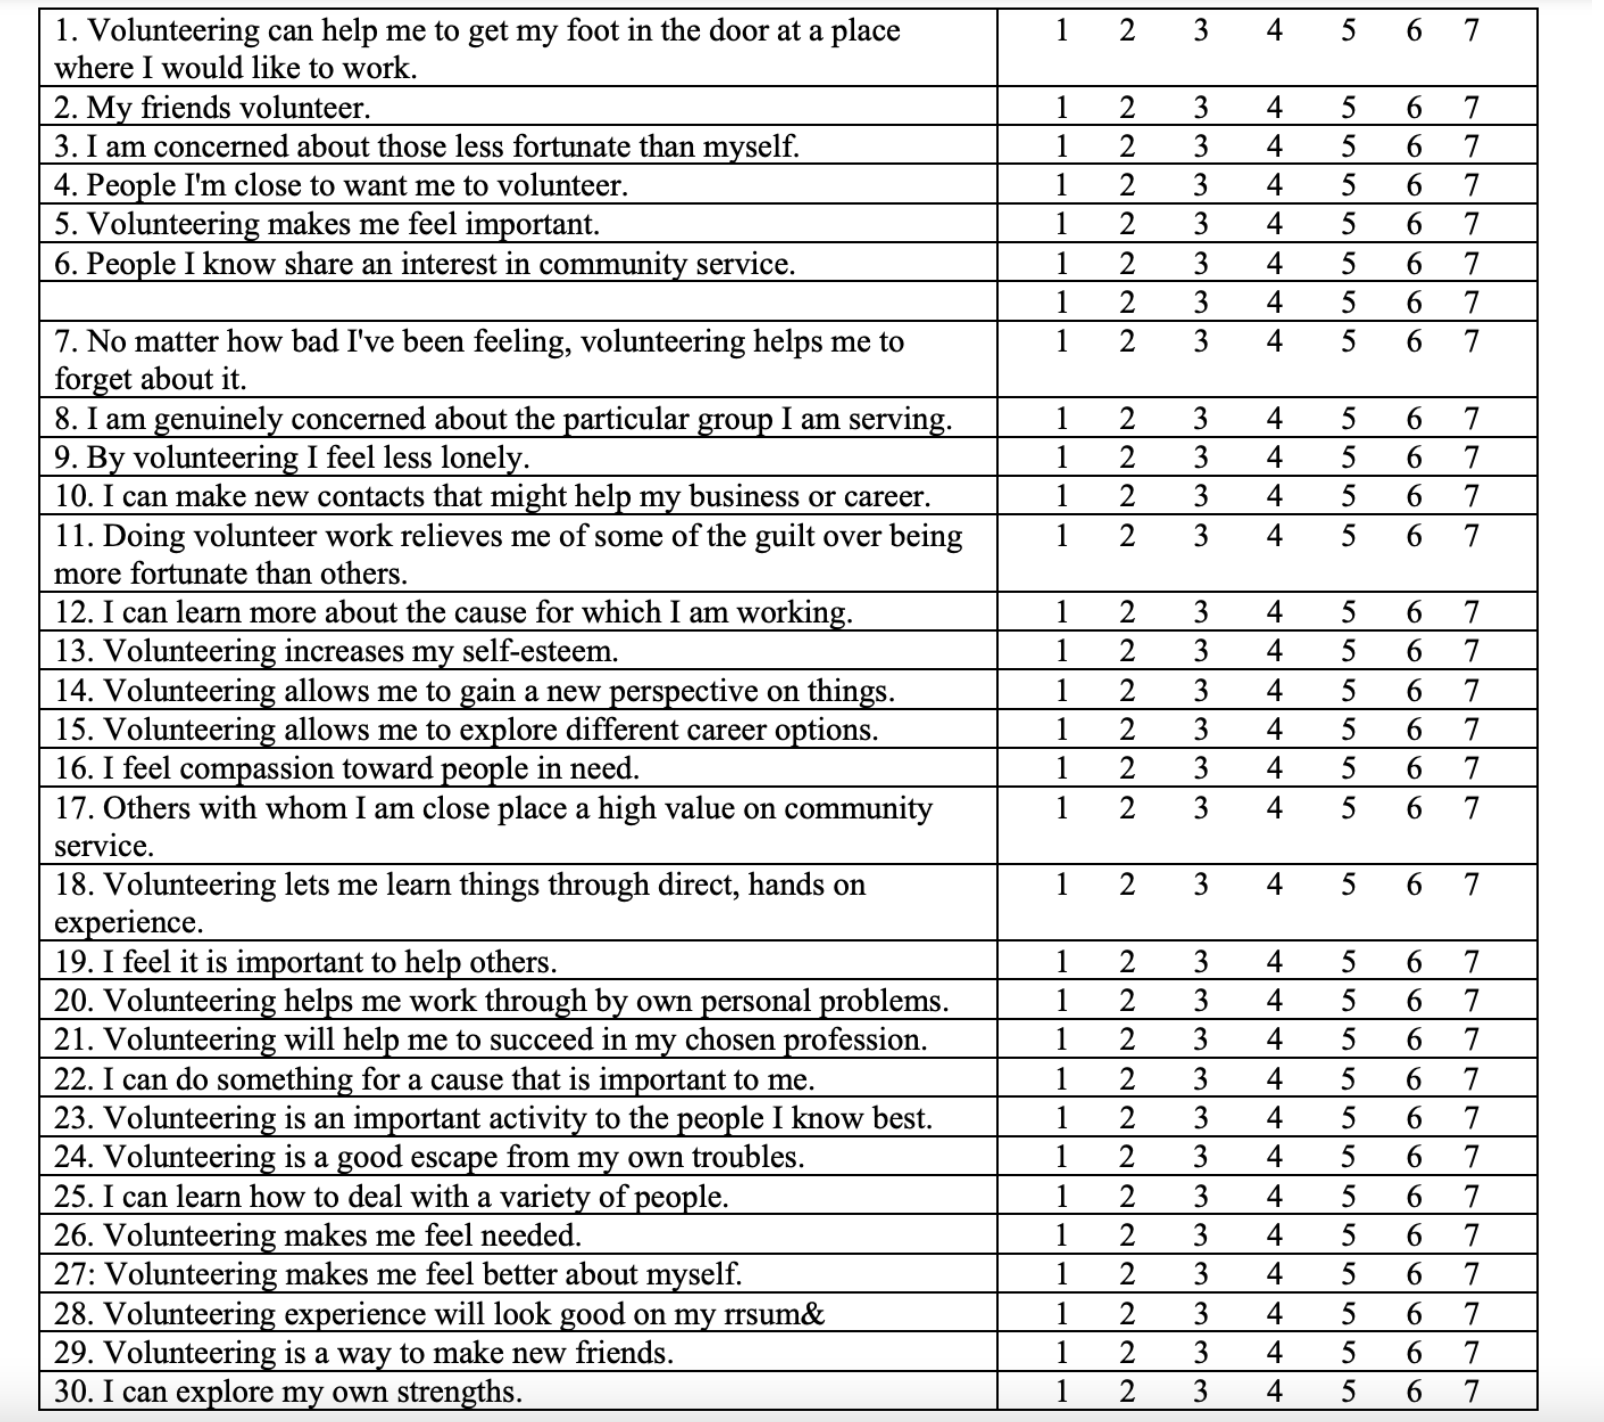 1. Volunteering can help me to get my foot in the door at a place 1 2 3 4 5 6 7
where I would like to work.
2. My friends volunteer. 1 2 3 4 5 6 7
3. I am concerned about those less fortunate than myself. 1 2 3 4 5 6 7
4. People I'm close to want me to volunteer. 1 2 3 4 5 6 7
5. Volunteering makes me feel important. 1 2 3 4 5 6 7
6. People I know share an interest in community service. 1 2 3 4 5 6 7
1 2 3 4 5 6 7
7. No matter how bad I've been feeling, volunteering helps me to 1 2 3 4 5 6 7
forget about it.
8. I am genuinely concerned about the particular group I am serving. 1 2 3 4 5 6 7
9. By volunteering I feel less lonely. 1 2 3 4 5 6 7
10. I can make new contacts that might help my business or career. 1 2 3 4 5 6 7
11. Doing volunteer work relieves me of some of the guilt over being 1 2 3 4 5 6 7
more fortunate than others.
12. I can learn more about the cause for which I am working. 1 2 3 4 5 6 7
13. Volunteering increases my self-esteem. 1 2 3 4 5 6 7
14. Volunteering allows me to gain a new perspective on things. 1 2 3 4 5 6 7
15. Volunteering allows me to explore different career options. 1 2 3 4 5 6 7
16. I feel compassion toward people in need. 1 2 3 4 5 6 7
17. Others with whom I am close place a high value on community 1 2 3 4 5 6 7
service.
18. Volunteering lets me learn things through direct, hands on 1 2 3 4 5 6 7
experience.
19. I feel it is important to help others. 1 2 3 4 5 6 7
20. Volunteering helps me work through by own personal problems. 1 2 3 4 5 6 7
21. Volunteering will help me to succeed in my chosen profession. 1 2 3 4 5 6 7
22. I can do something for a cause that is important to me. 1 2 3 4 5 6 7
23. Volunteering is an important activity to the people I know best. 1 2 3 4 5 6 7
24. Volunteering is a good escape from my own troubles. 1 2 3 4 5 6 7
25. I can learn how to deal with a variety of people. 1 2 3 4 5 6 7
26. Volunteering makes me feel needed. 1 2 3 4 5 6 7
27: Volunteering makes me feel better about myself. 1 2 3 4 5 6 7
28. Volunteering experience will look good on my rrsum& 1 2 3 4 5 6 7
29. Volunteering is a way to make new friends. 1 2 3 4 5 6 7
30. I can explore my own strengths. 1 2 3 4 5 6 7